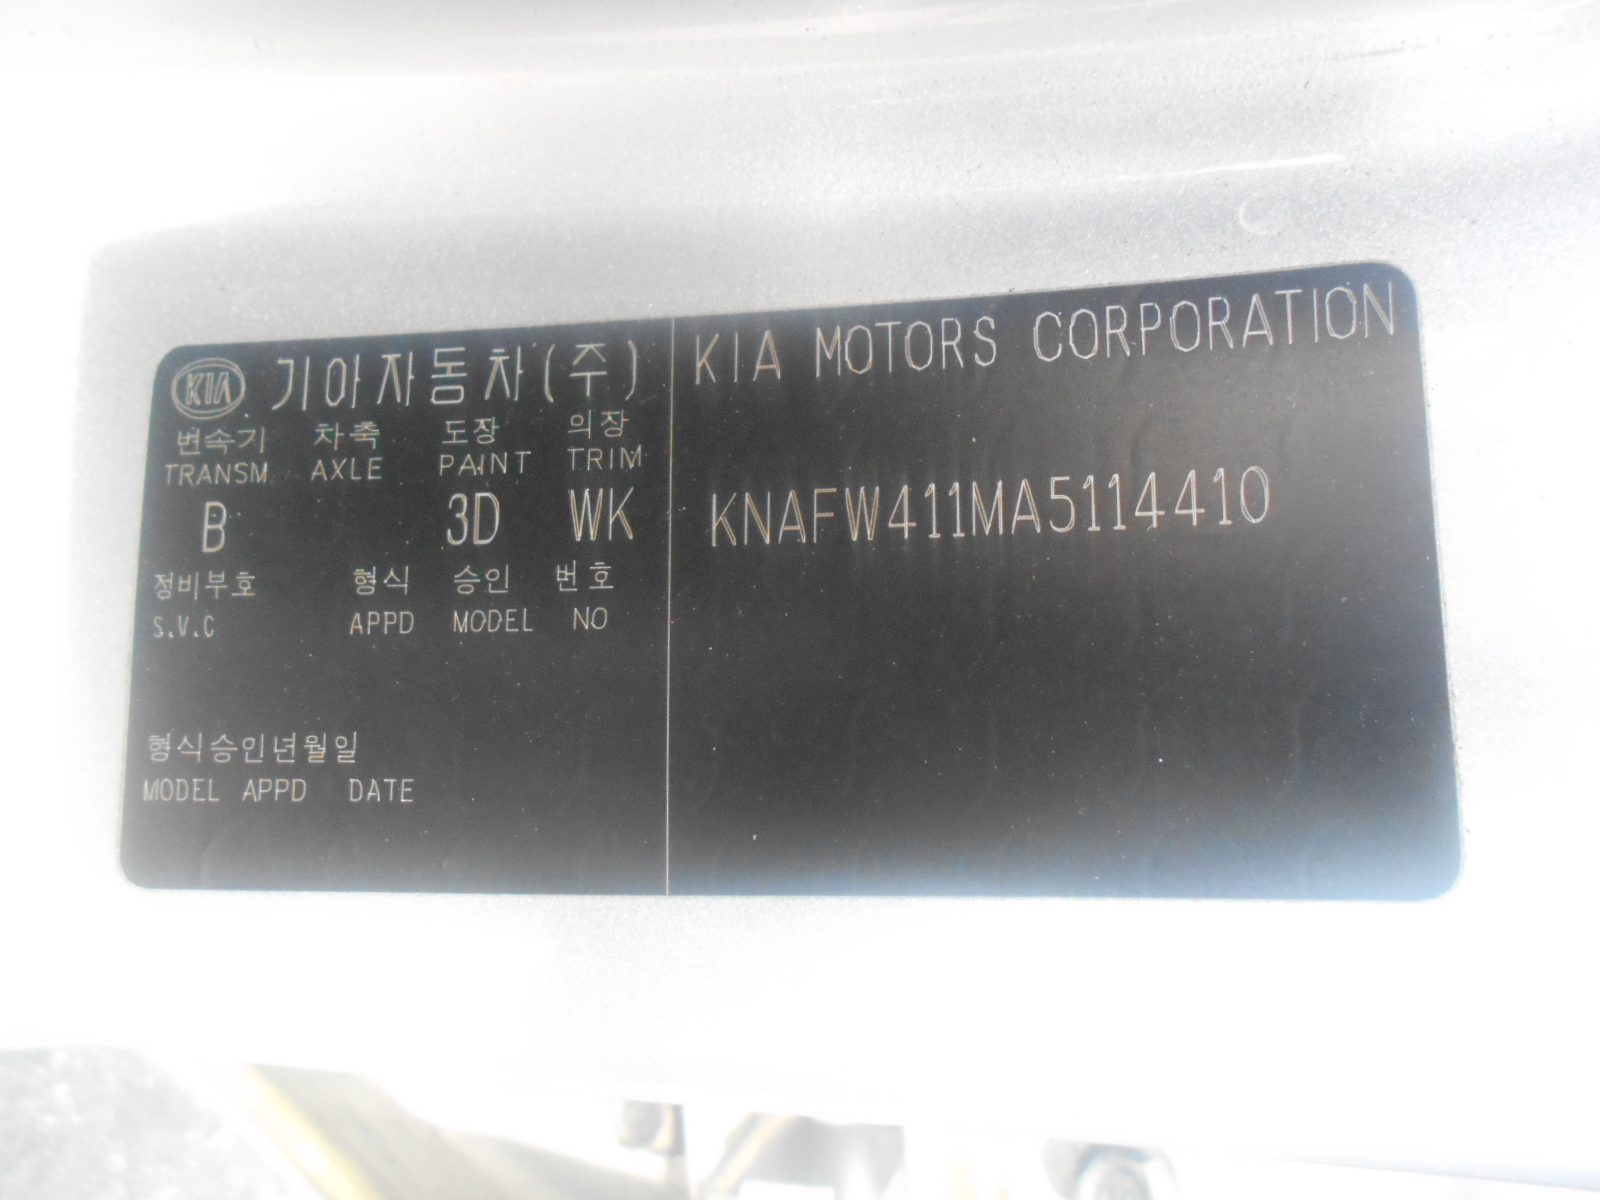 KIA 기아자동차(주)
변속기 차축 도장 의장
TRANSM AXLE PAINT TRIM
B 3D WK
정비부호 형식 승인 번호
S.V.C APPD MODEL NO
형식승인년월일
MODEL APPD DATE
KIA MOTORS CORPORATION
KNAFW411MA5114410